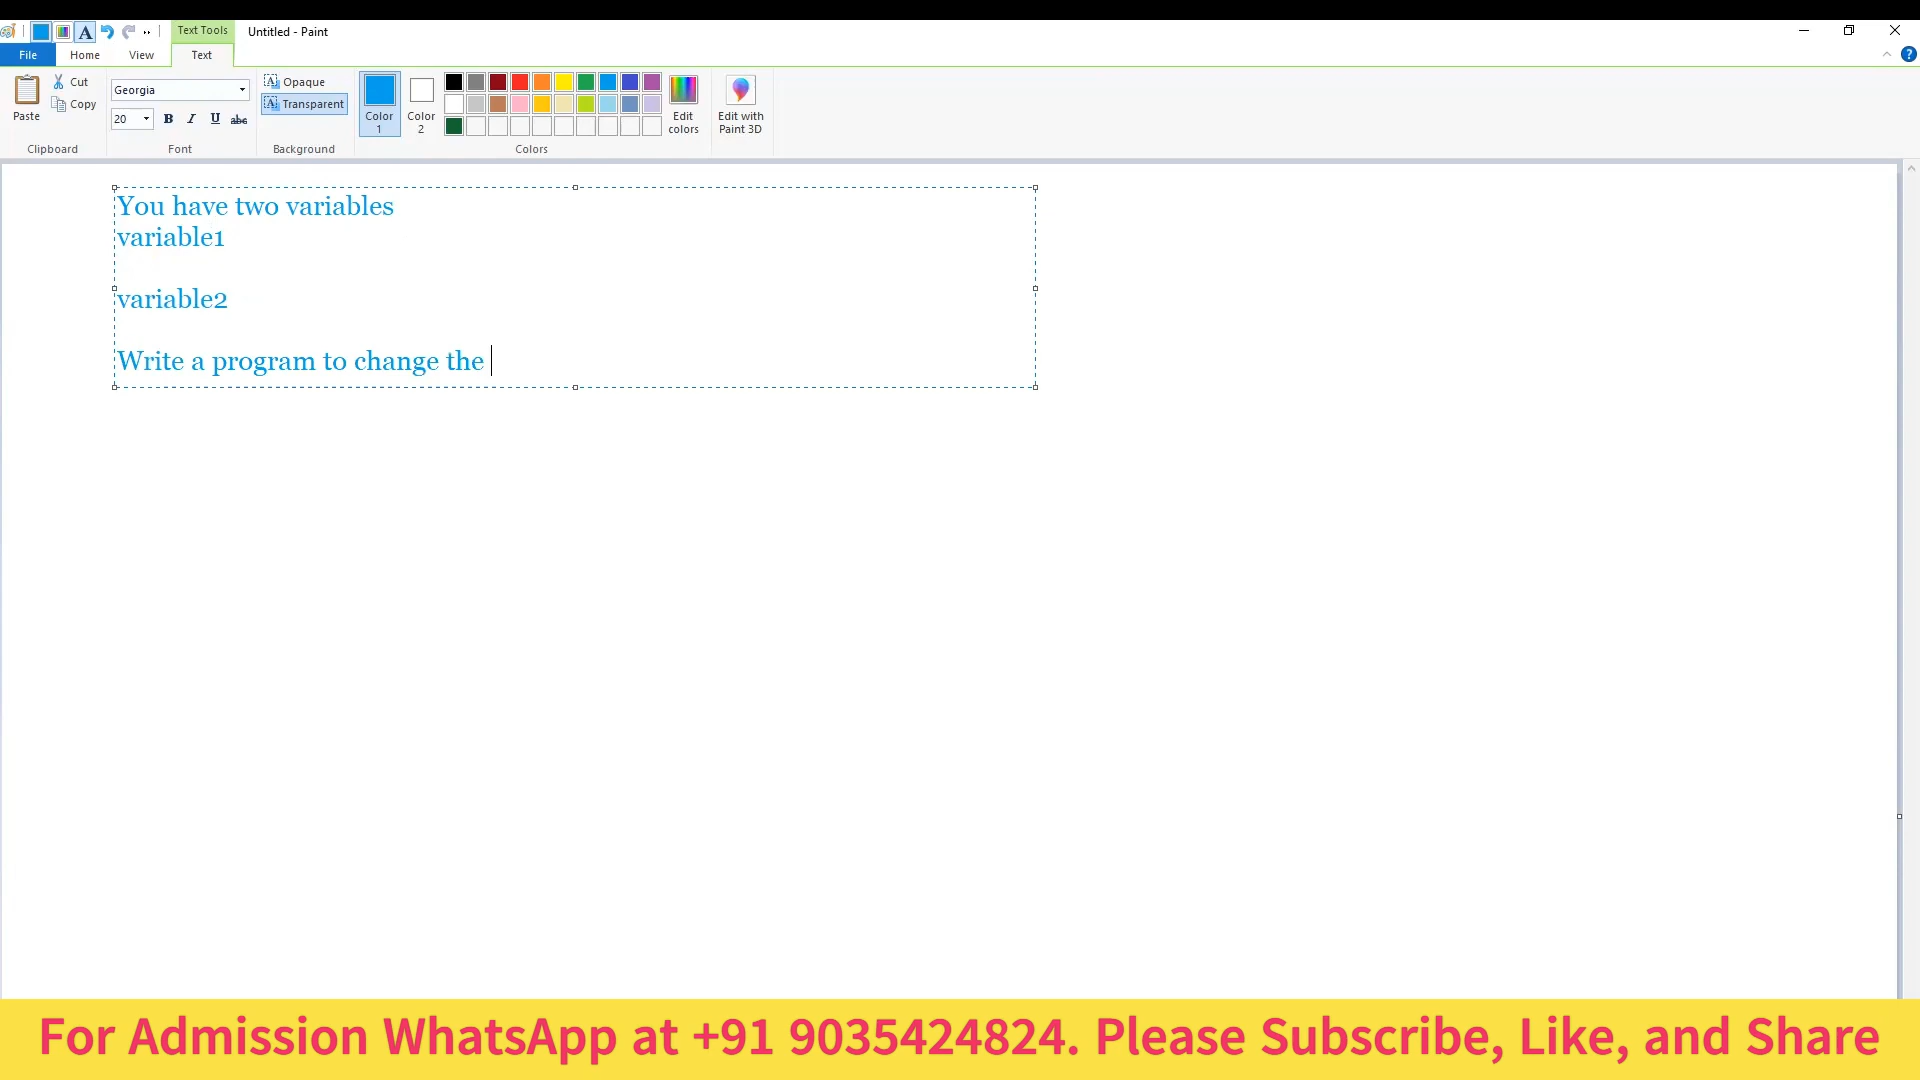 Text Tools
Untitled - Paint
File
Home
View
Text
Paste
Cut
Copy
Clipboard
Georgia
20
B
I
U
abc
Font
Opaque
Transparent
Background
Color 1
Color 2
Edit colors
Colors
Edit with Paint 3D
You have two variables
variable1
variable2
Write a program to change the
For Admission WhatsApp at +91 9035424824. Please Subscribe, Like, and Share